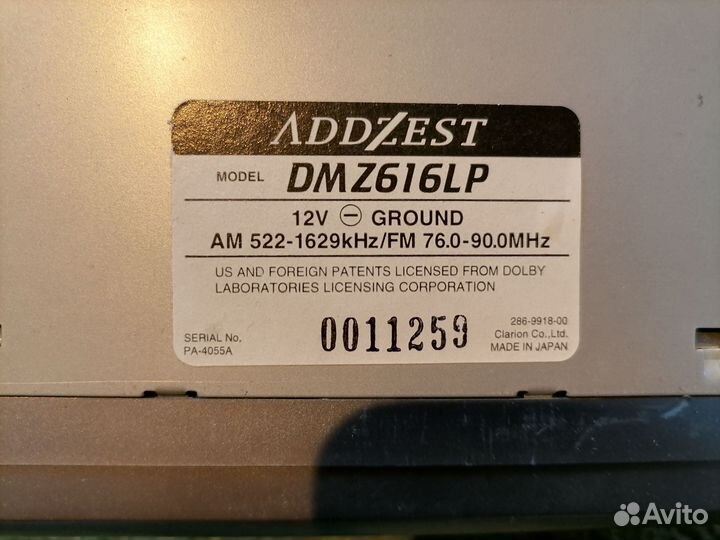 ADDZEST
MODEL DMZ616LP
12V ⊖ GROUND
AM 522-1629kHz/FM 76.0-90.0MHz
US AND FOREIGN PATENTS LICENSED FROM DOLBY
LABORATORIES LICENSING CORPORATION
SERIAL No.
PA-4055A
0011259
286-9918-00
Clarion Co., Ltd.
MADE IN JAPAN
Avito